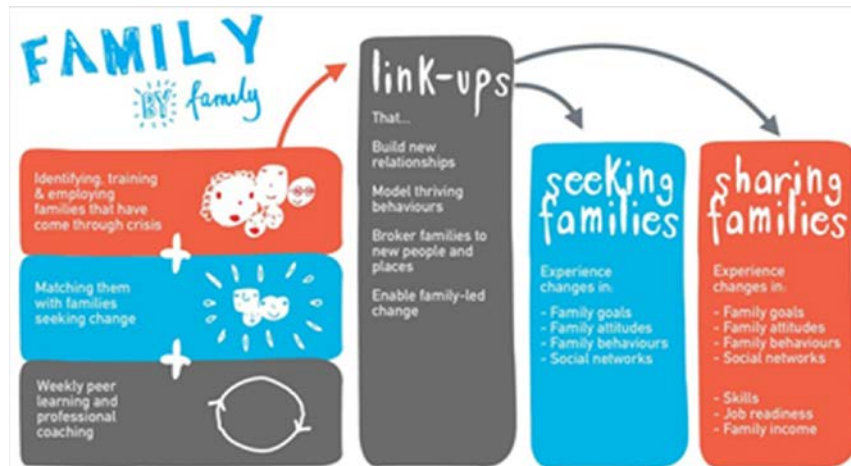 FAMILY
BY family
Identifying, training
& employing
families that have
come through crisis
+
Matching them
with families
seeking change
+
Weekly peer
learning and
professional
coaching
link-ups
That...
Build new
relationships
Model thriving
behaviours
Broker families to
new people and
places
Enable family-led
change
seeking
families
Experience
changes in:
- Family goals
- Family attitudes
- Family behaviours
- Social networks
sharing
families
Experience
changes in:
- Family goals
- Family attitudes
- Family behaviours
- Social networks
- Skills
- Job readiness
- Family income